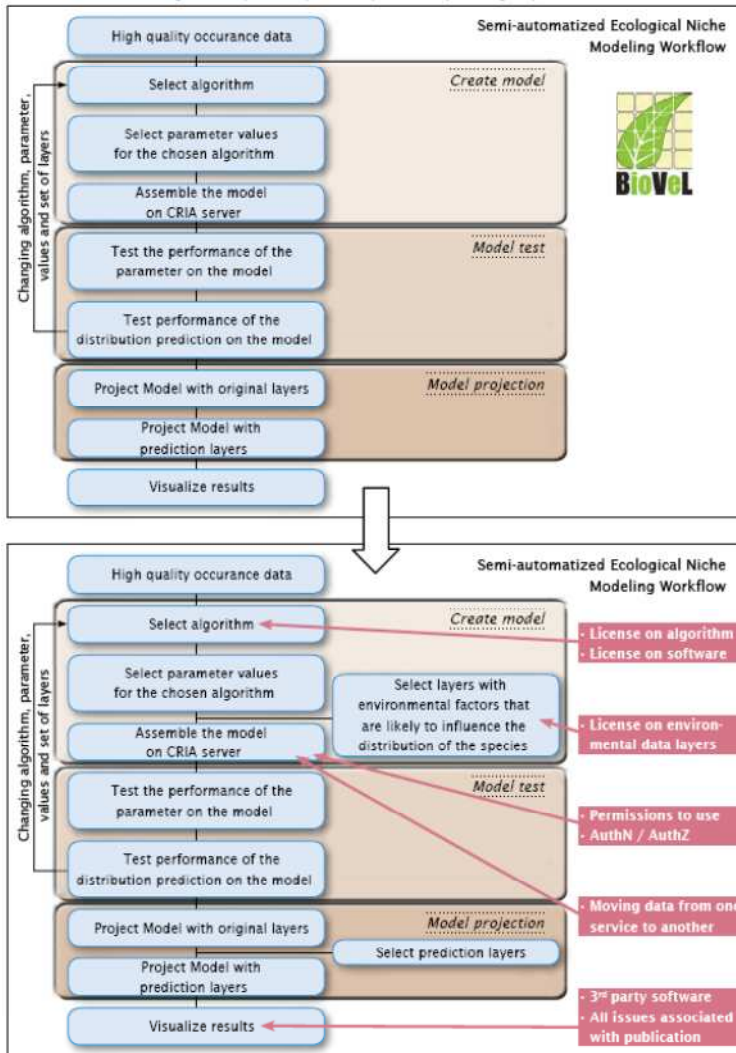 Semi-automatized Ecological Niche
Modeling Workflow
High quality occurance data
Create model
Select algorithm
Select parameter values
for the chosen algorithm
Assemble the model
on CRIA server
Changing algorithm, parameter,
values and set of layers
BioVeL
Model test
Test the performance of the
parameter on the model
Test performance of the
distribution prediction on the model
Model projection
Project Model with original layers
Project Model with
prediction layers
Visualize results
Semi-automatized Ecological Niche
Modeling Workflow
High quality occurance data
Create model
Select algorithm
- License on algorithm
- License on software
Select parameter values
for the chosen algorithm
Select layers with
environmental factors that
are likely to influence the
distribution of the species
- License on environ-
mental data layers
Assemble the model
on CRIA server
Changing algorithm, parameter,
values and set of layers
Model test
Test the performance of the
parameter on the model
- Permissions to use
- AuthN / AuthZ
Test performance of the
distribution prediction on the model
- Moving data from one
service to another
Model projection
Project Model with original layers
Select prediction layers
Project Model with
prediction layers
Visualize results
- 3rd party software
- All issues associated
with publication